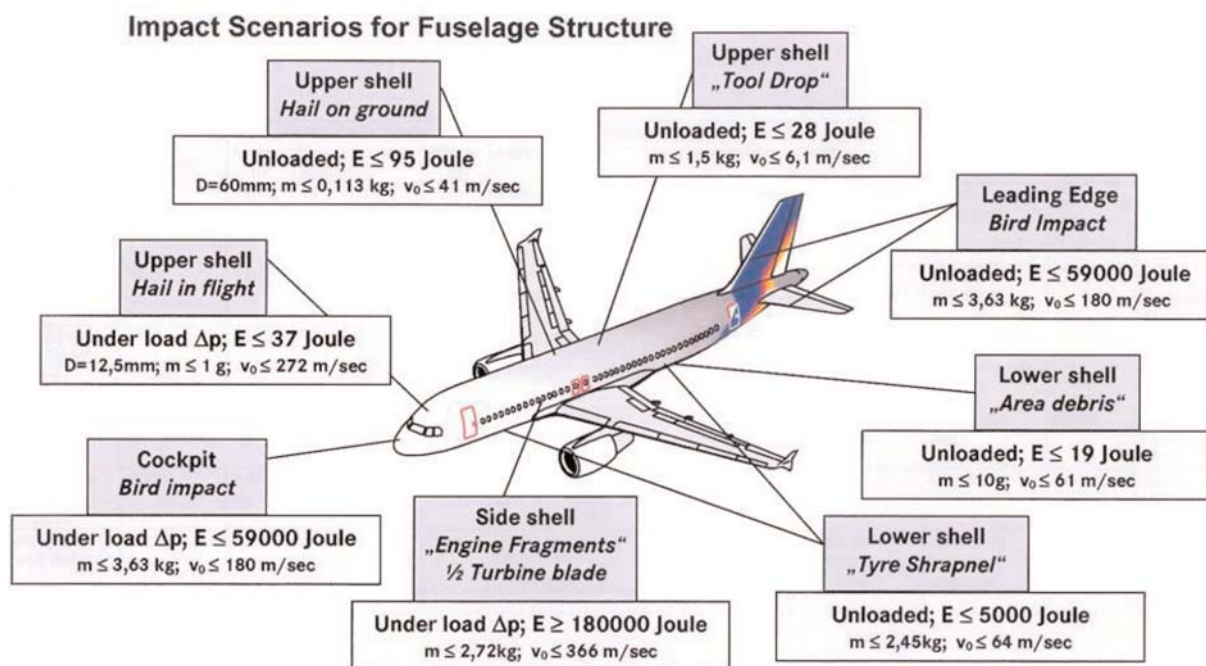 Impact Scenarios for Fuselage Structure
Upper shell
Hail on ground
Unloaded; E ≤ 95 Joule
D=60mm; m ≤ 0,113 kg; v₀ ≤ 41 m/sec
Upper shell
„Tool Drop“
Unloaded; E ≤ 28 Joule
m ≤ 1,5 kg; v₀ ≤ 6,1 m/sec
Leading Edge
Bird Impact
Unloaded; E ≤ 59000 Joule
m ≤ 3,63 kg; v₀ ≤ 180 m/sec
Upper shell
Hail in flight
Under load Δp; E ≤ 37 Joule
D=12,5mm; m ≤ 1 g; v₀ ≤ 272 m/sec
Lower shell
„Area debris“
Unloaded; E ≤ 19 Joule
m ≤ 10g; v₀ ≤ 61 m/sec
Cockpit
Bird impact
Under load Δp; E ≤ 59000 Joule
m ≤ 3,63 kg; v₀ ≤ 180 m/sec
Side shell
„Engine Fragments“
½ Turbine blade
Under load Δp; E ≥ 180000 Joule
m ≤ 2,72kg; v₀ ≤ 366 m/sec
Lower shell
„Tyre Shrapnel“
Unloaded; E ≤ 5000 Joule
m ≤ 2,45kg; v₀ ≤ 64 m/sec